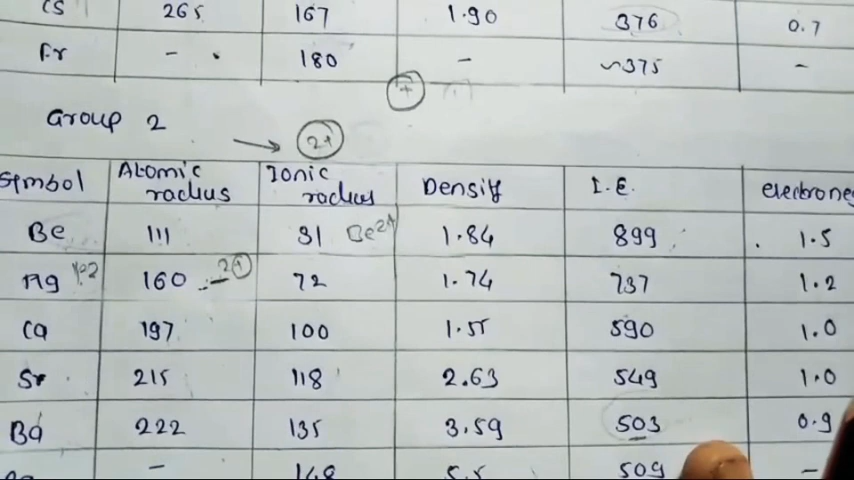 Cs 265 167 1.90 376 0.7
Fr - 180 - ~375 -
+
Group 2 → 2+
Symbol Atomic radius Ionic radius Density I.E.
Be 111 31 Be2+ 1.84 899 1.5
Mg 160 - 2+ 72 1.74 737 1.2
Ca 197 100 1.55 590 1.0
Sr 215 118 2.63 549 1.0
Ba 222 135 3.59 503 0.9
- 148 5.5 509 -